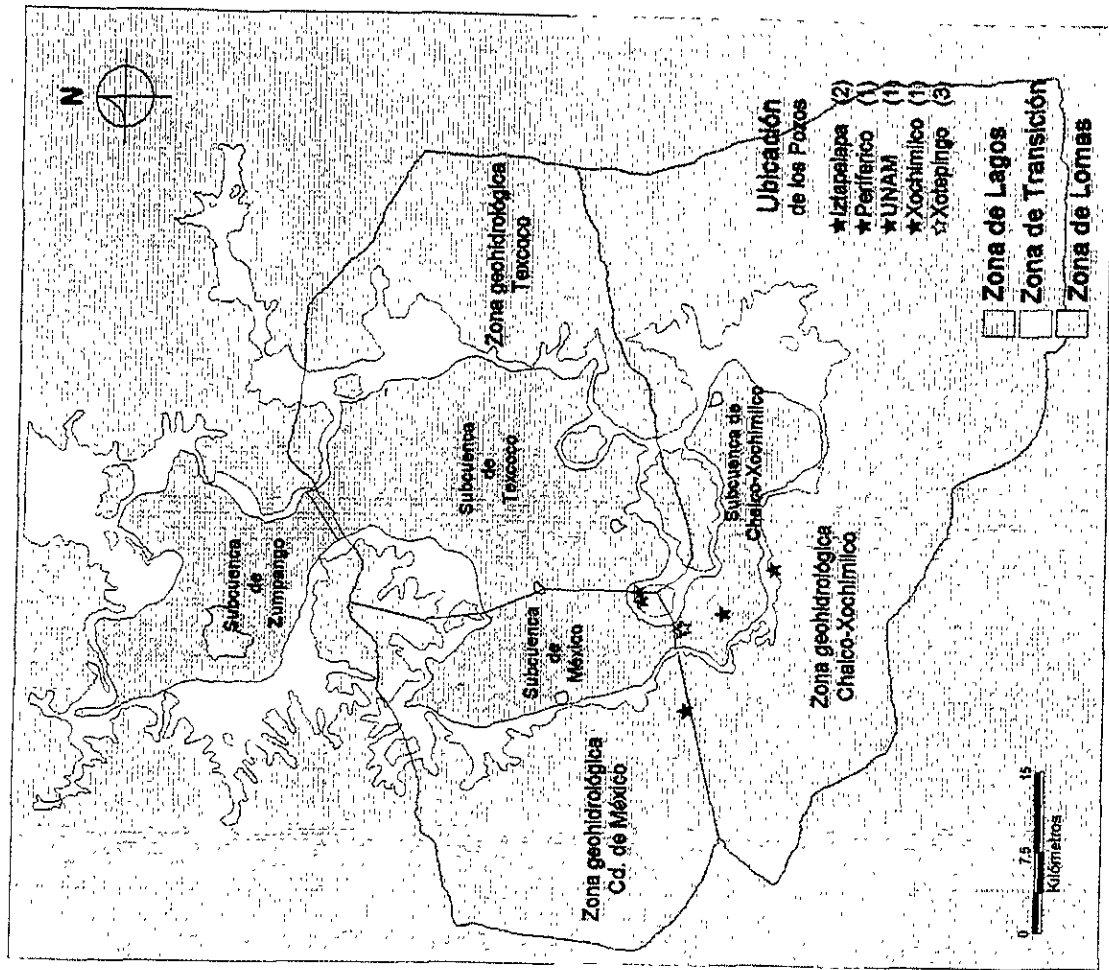 N
Subcuenca
de
Zumpango
Zona geohidrológica
Texcoco
Subcuenca
de
Texcoco
Subcuenca
de
México
Zona geohidrológica
Cd. de México
Subcuenca de
Chalco-Xochimilco
Zona geohidrológica
Chalco-Xochimilco
Ubicación
de los Pozos
★Iztapalapa (2)
★Periférico (1)
★UNAM (1)
★Xochimilco (1)
☆Xotepingo (3)
Zona de Lagos
Zona de Transición
Zona de Lomas
0 7.5 15
Kilómetros